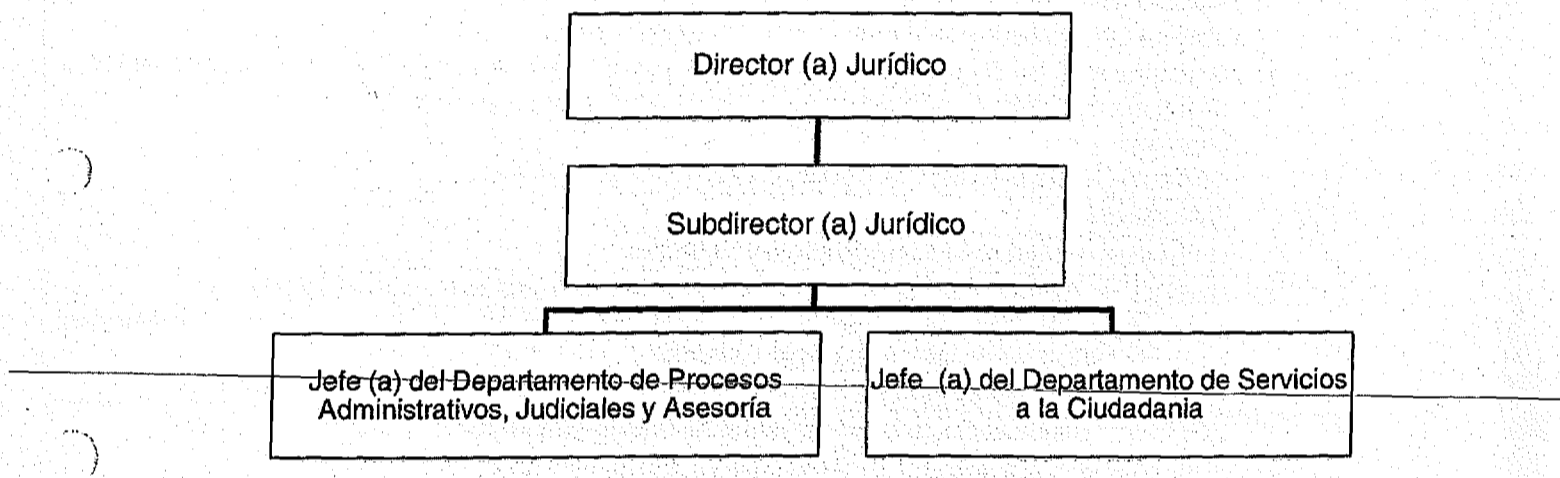 Director (a) Jurídico
Subdirector (a) Jurídico
Jefe (a) del Departamento de Procesos
Administrativos, Judiciales y Asesoría
Jefe (a) del Departamento de Servicios
a la Ciudadania